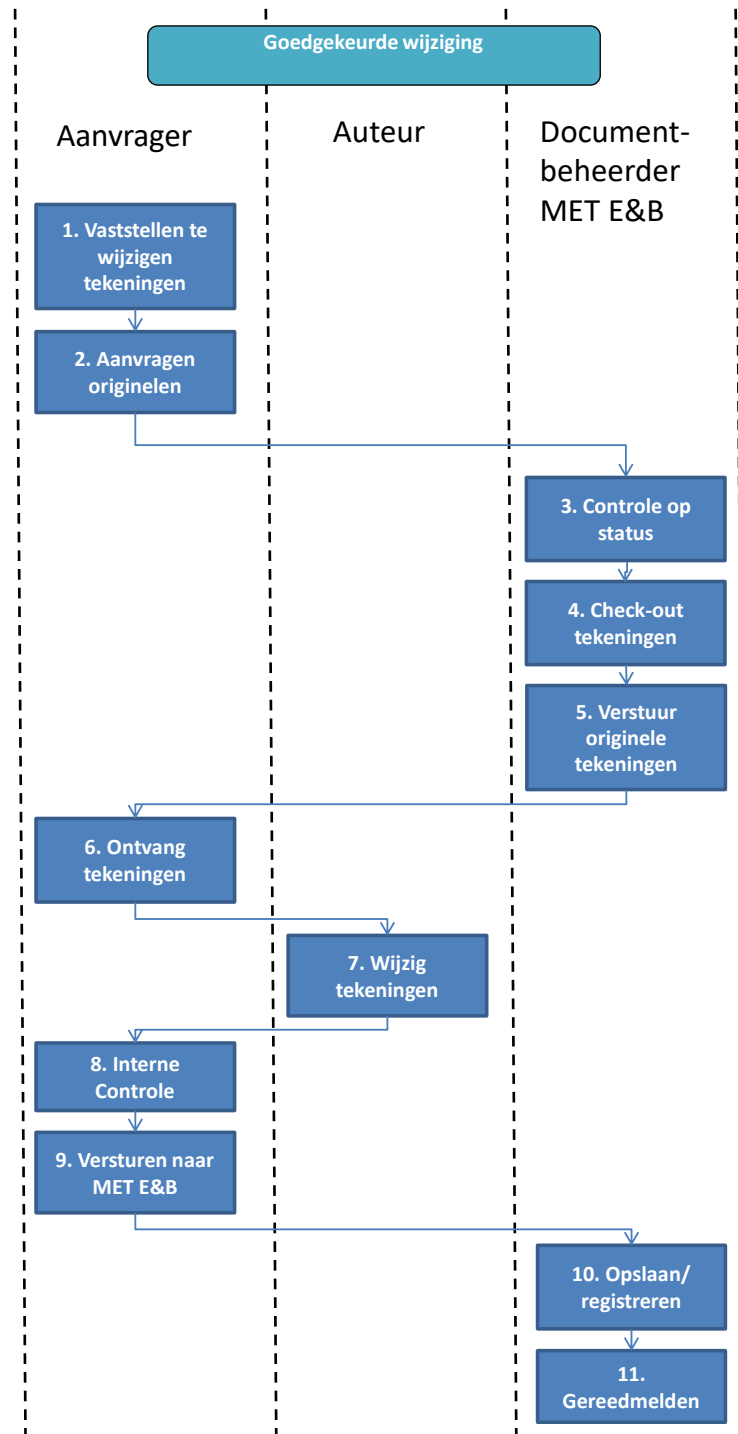 Goedgekeurde wijziging
Aanvrager
Auteur
Document-
beheerder
MET E&B
1. Vaststellen te
wijzigen
tekeningen
2. Aanvragen
originelen
3. Controle op
status
4. Check-out
tekeningen
5. Verstuur
originele
tekeningen
6. Ontvang
tekeningen
7. Wijzig
tekeningen
8. Interne
Controle
9. Versturen naar
MET E&B
10. Opslaan/
registreren
11.
Gereedmelden